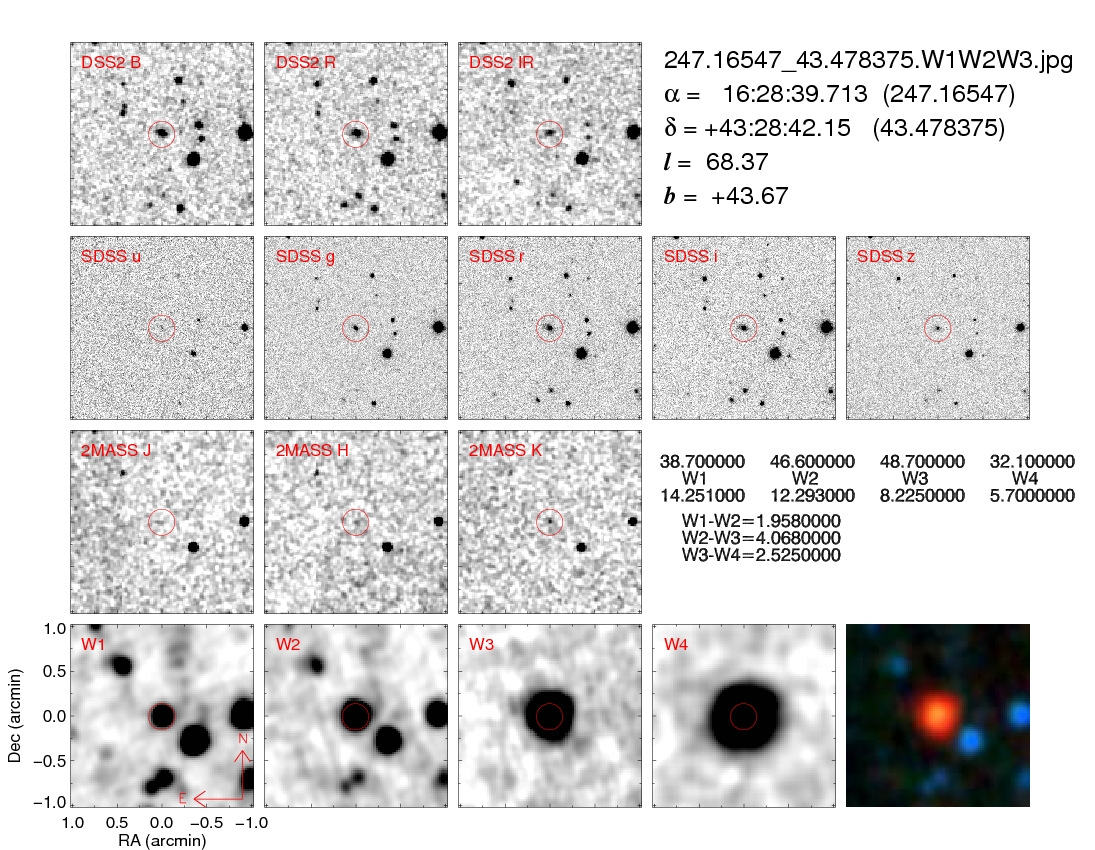 DSS2 B
DSS2 R
DSS2 IR
247.16547_43.478375.W1W2W3.jpg
α = 16:28:39.713 (247.16547)
δ = +43:28:42.15 (43.478375)
l = 68.37
b = +43.67
SDSS u
SDSS g
SDSS r
SDSS i
SDSS z
2MASS J
2MASS H
2MASS K
38.700000 46.600000 48.700000 32.100000
W1 W2 W3 W4
14.251000 12.293000 8.2250000 5.7000000
W1-W2=1.9580000
W2-W3=4.0680000
W3-W4=2.5250000
W1
W2
W3
W4
N
E
Dec (arcmin)
1.0
0.5
0.0
−0.5
−1.0
1.0 0.5 0.0 −0.5 −1.0
RA (arcmin)